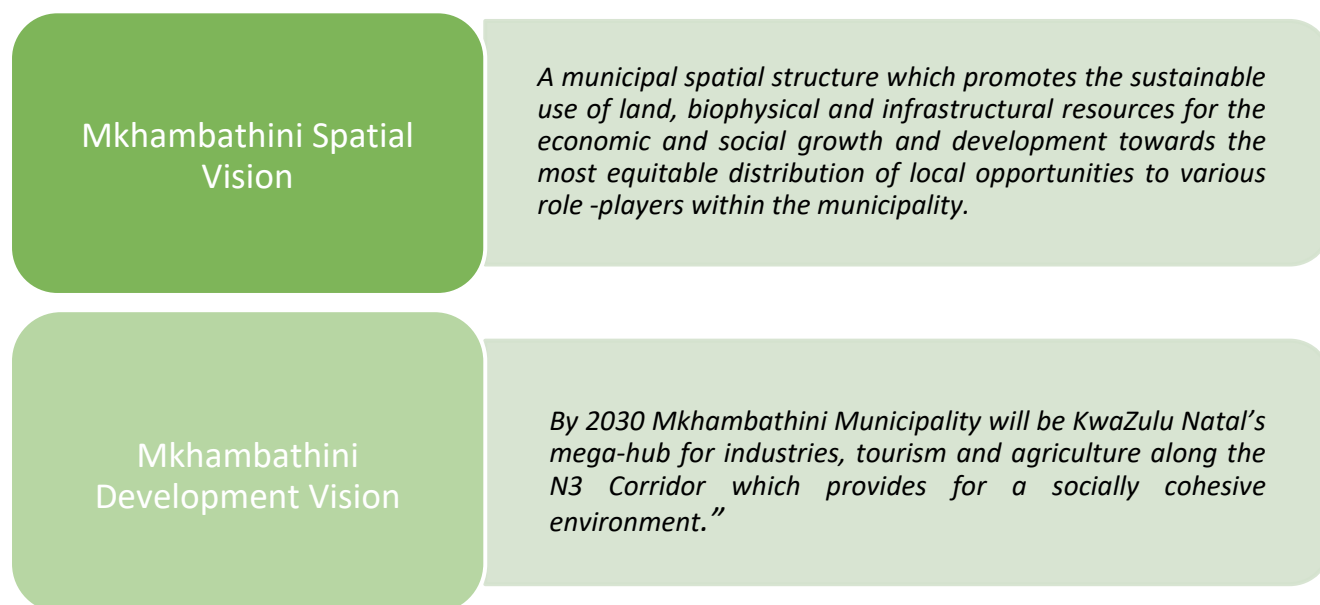 Mkhambathini Spatial
Vision
A municipal spatial structure which promotes the sustainable
use of land, biophysical and infrastructural resources for the
economic and social growth and development towards the
most equitable distribution of local opportunities to various
role -players within the municipality.
Mkhambathini
Development Vision
By 2030 Mkhambathini Municipality will be KwaZulu Natal’s
mega-hub for industries, tourism and agriculture along the
N3 Corridor which provides for a socially cohesive
environment.”